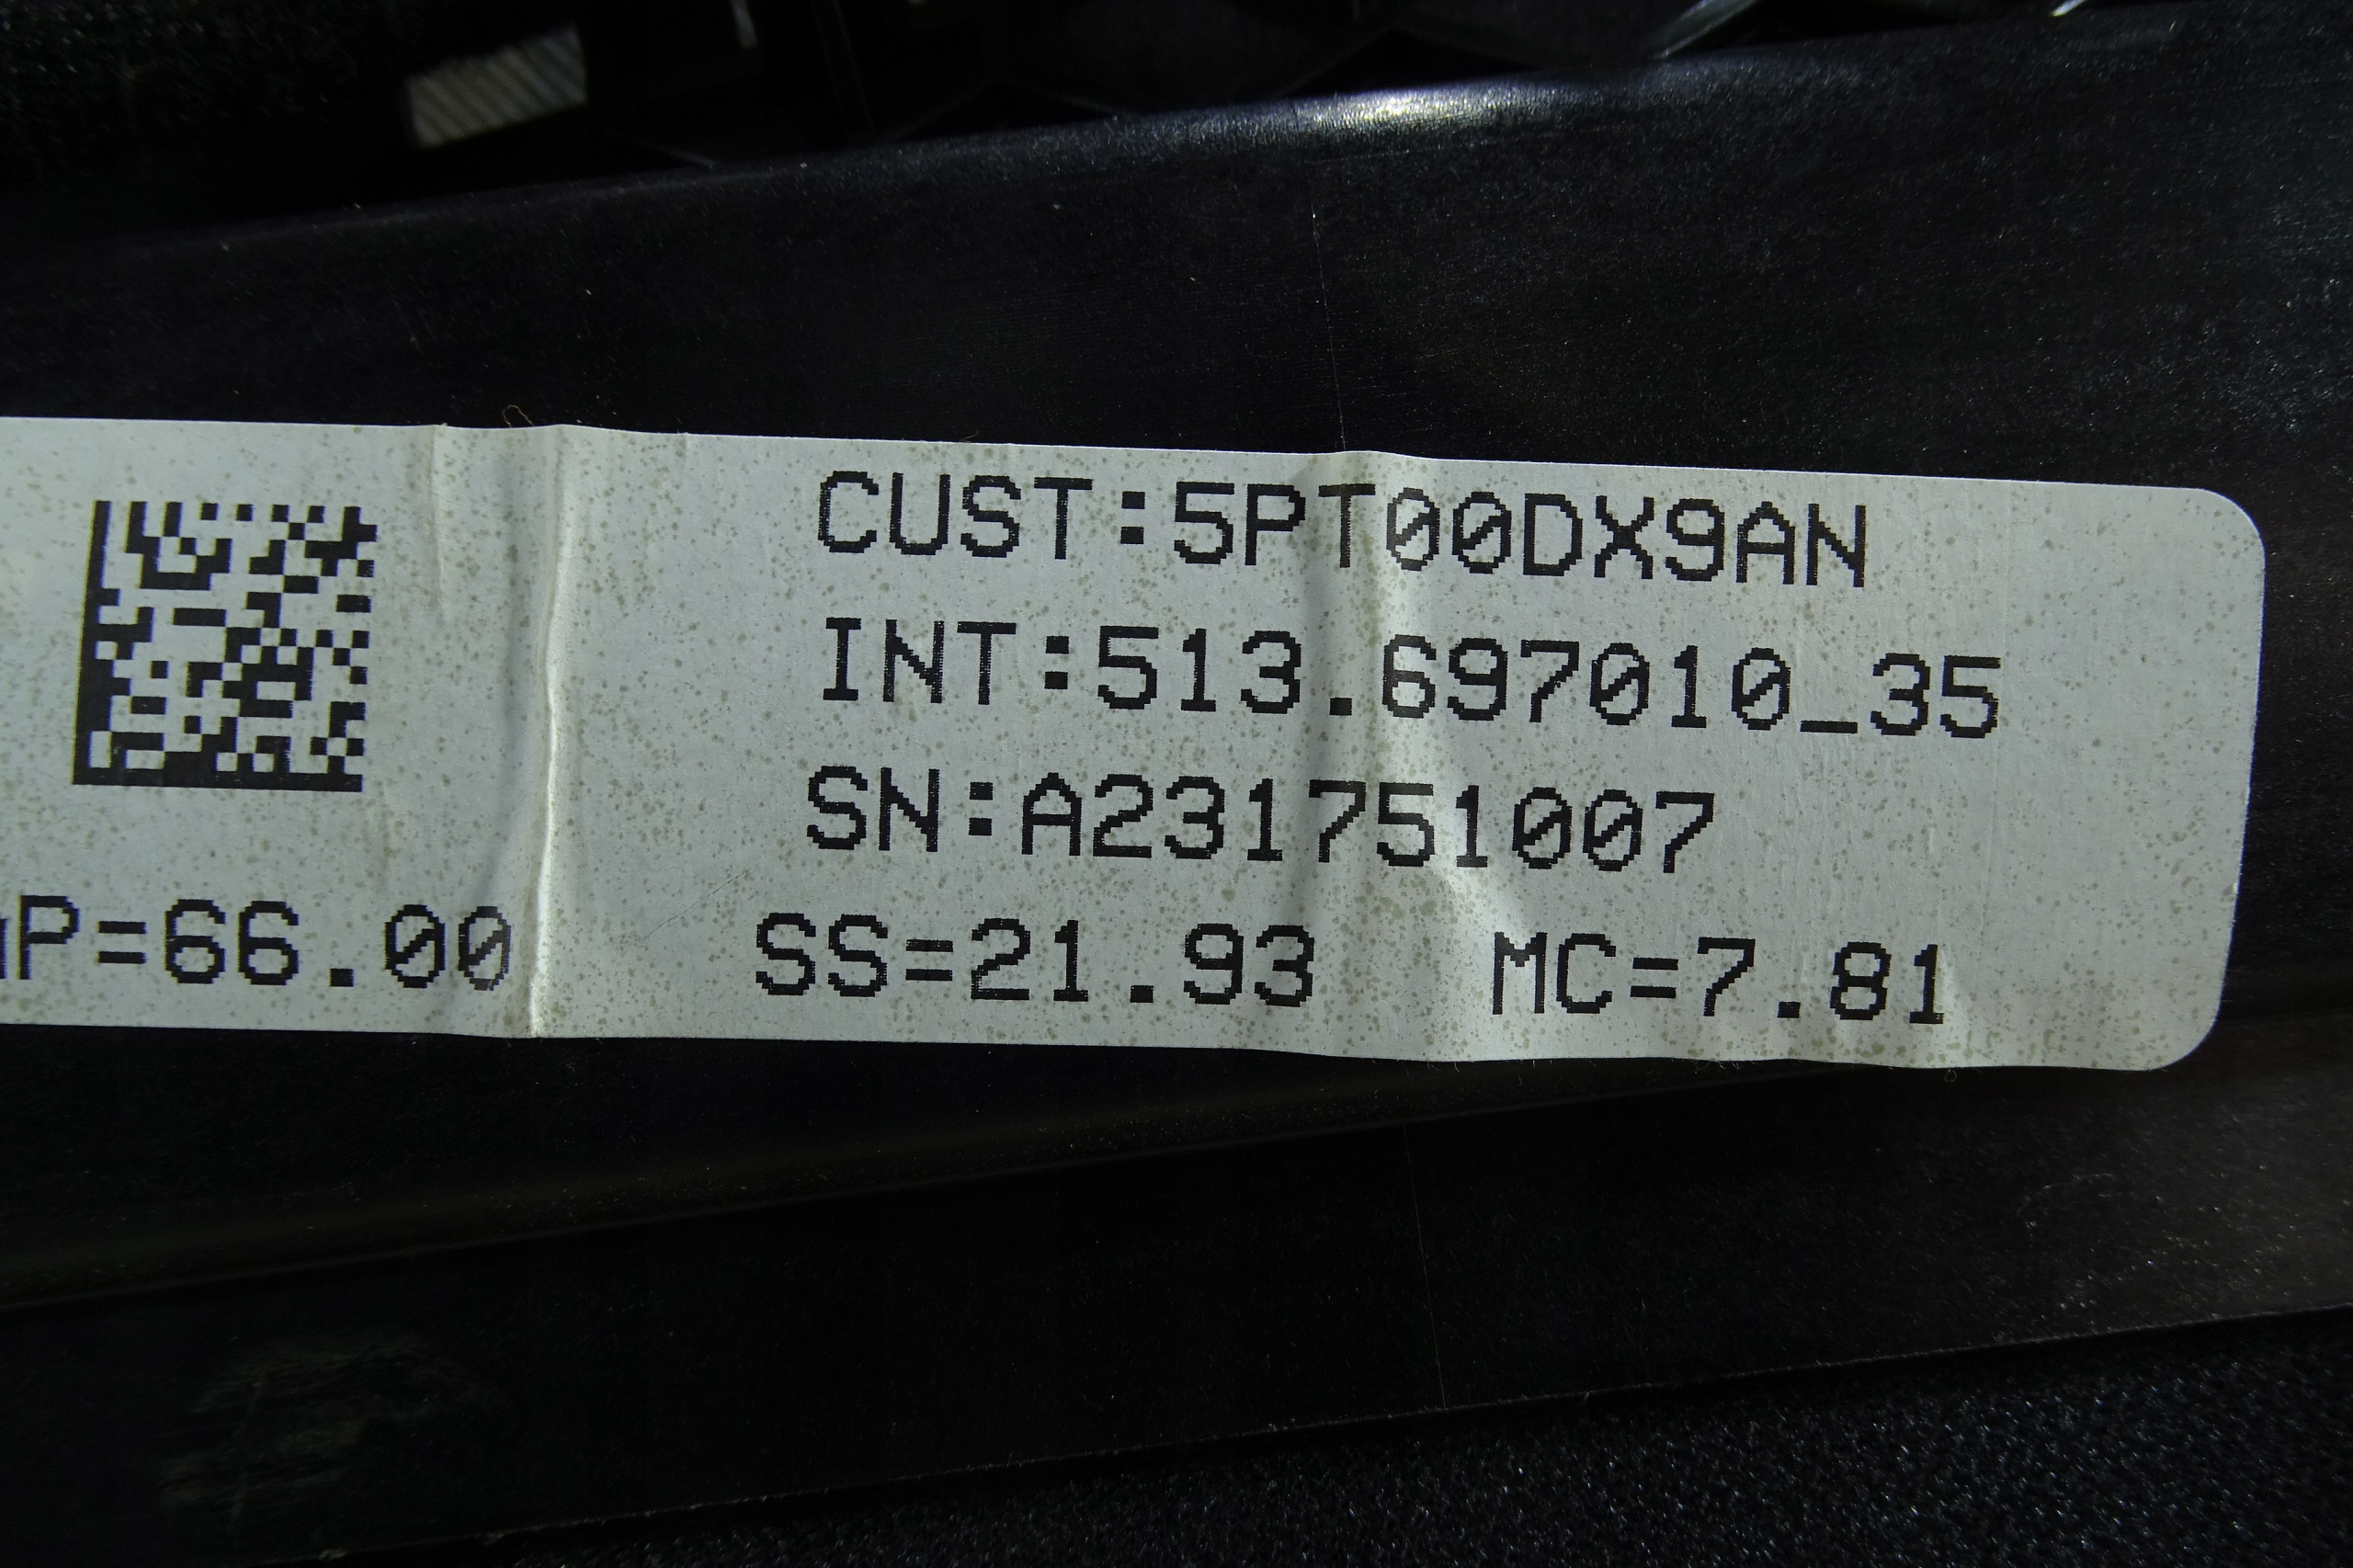 CUST:5PT00DX9AN
INT:513.697010_35
SN:A231751007
P=66.00 SS=21.93 MC=7.81